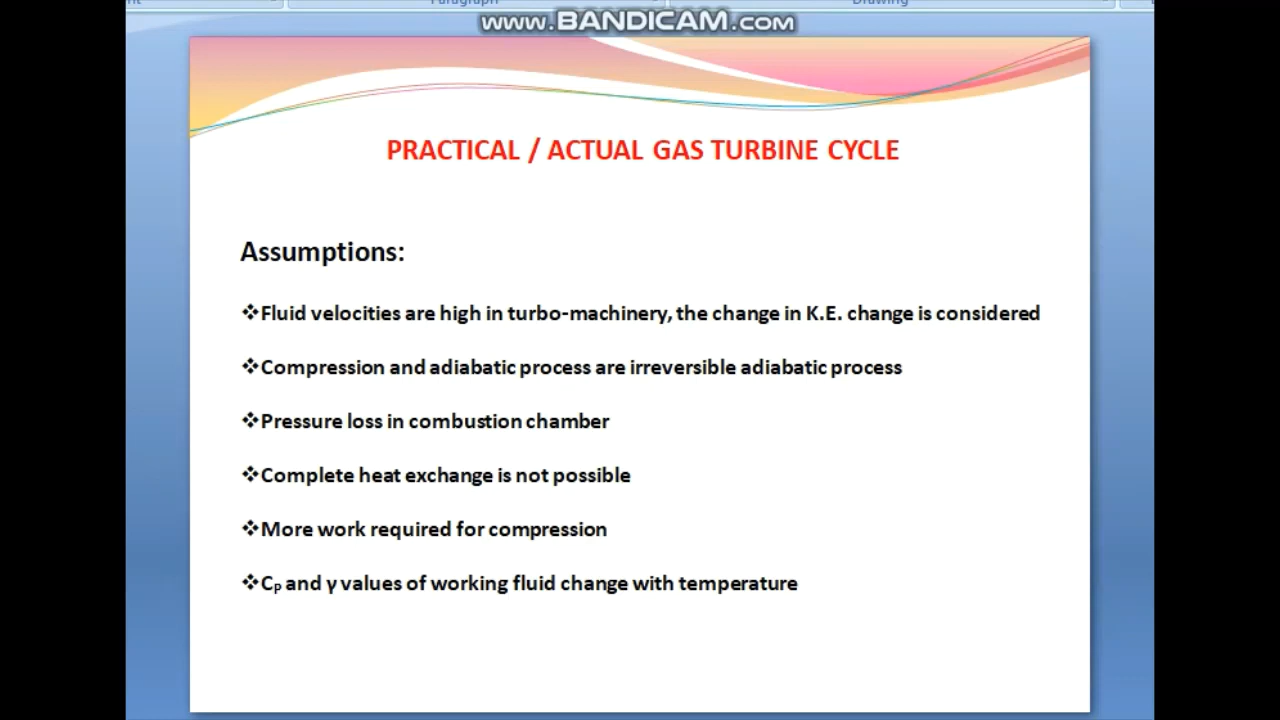 Paragraph
Drawing
www.BANDICAM.com
PRACTICAL / ACTUAL GAS TURBINE CYCLE
Assumptions:
❖Fluid velocities are high in turbo-machinery, the change in K.E. change is considered
❖Compression and adiabatic process are irreversible adiabatic process
❖Pressure loss in combustion chamber
❖Complete heat exchange is not possible
❖More work required for compression
❖CP and γ values of working fluid change with temperature